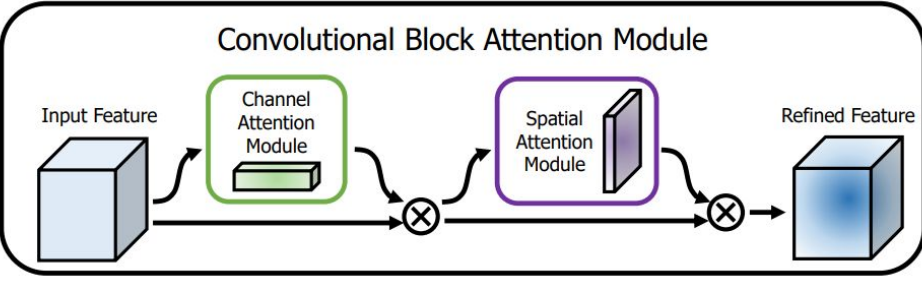 Convolutional Block Attention Module
Input Feature
Channel
Attention
Module
Spatial
Attention
Module
Refined Feature